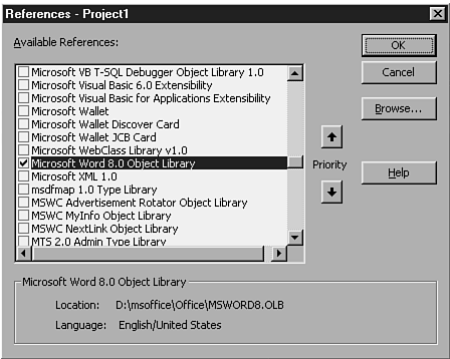 References - Project1
Available References:
OK
Microsoft VB T-SQL Debugger Object Library 1.0
Cancel
Microsoft Visual Basic 6.0 Extensibility
Microsoft Visual Basic for Applications Extensibility
Microsoft Wallet
Browse...
Microsoft Wallet Discover Card
Microsoft Wallet JCB Card
Microsoft WebClass Library v1.0
Microsoft Word 8.0 Object Library
Priority
Help
Microsoft XML 1.0
msdfmap 1.0 Type Library
MSWC Advertisement Rotator Object Library
MSWC MyInfo Object Library
MSWC NextLink Object Library
MTS 2.0 Admin Type Library
Microsoft Word 8.0 Object Library
Location: D:\msoffice\Office\MSWORD8.OLB
Language: English/United States